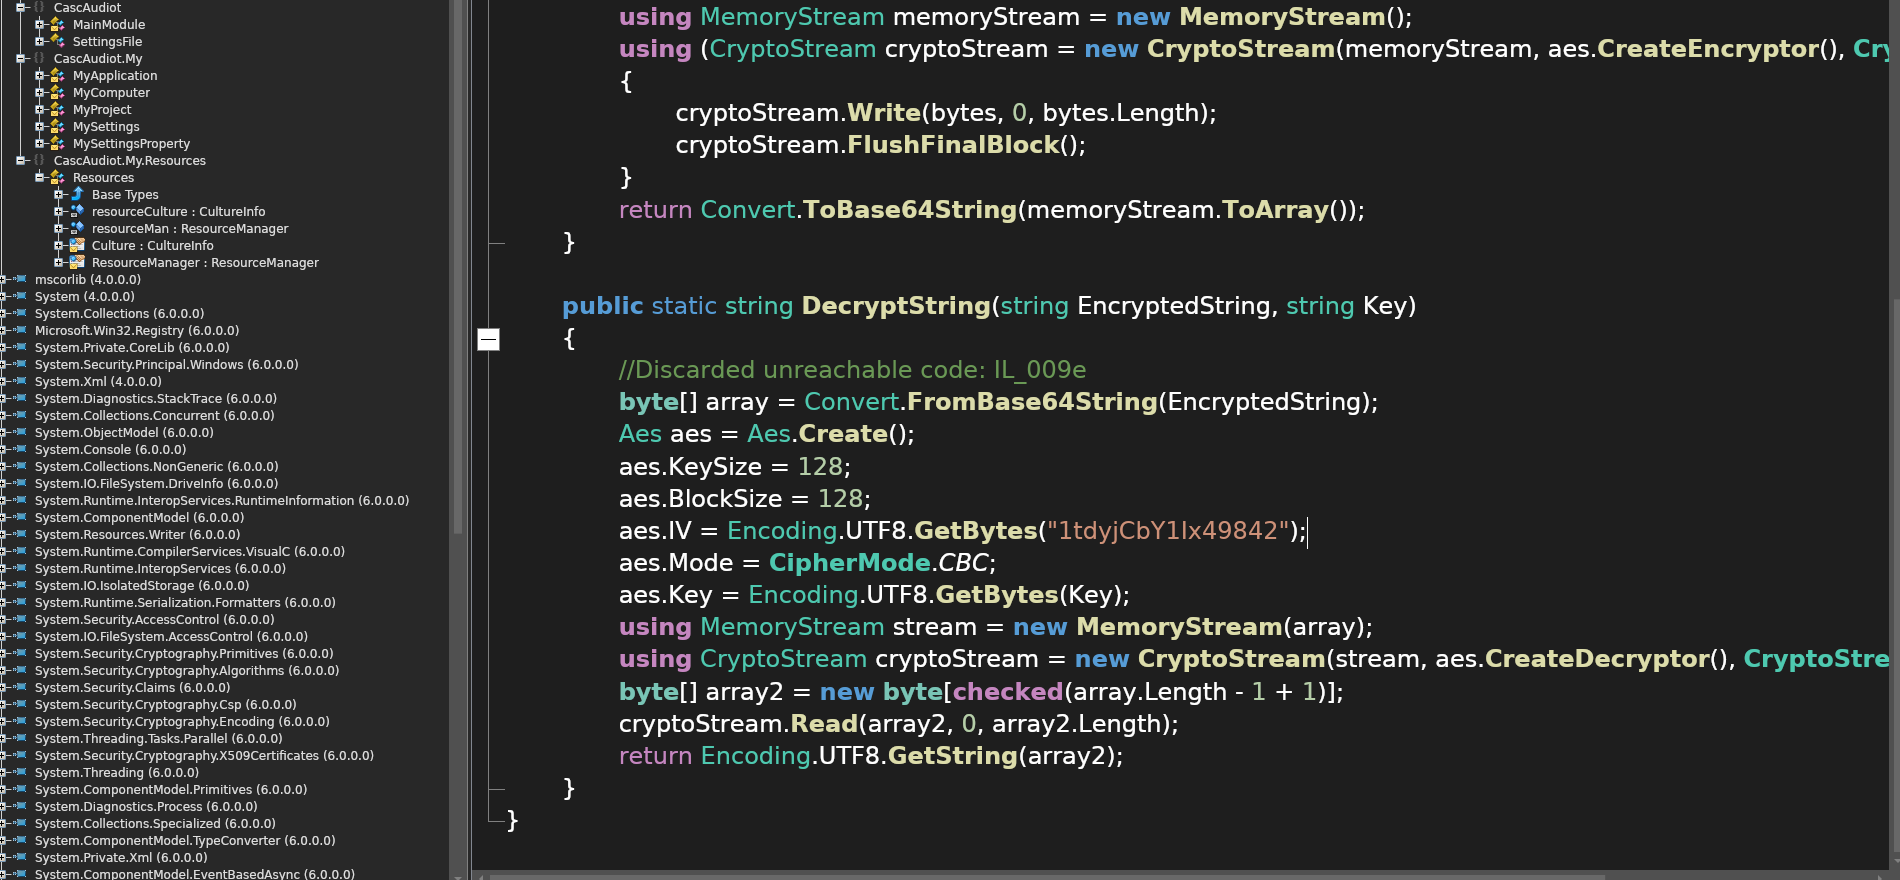 CascAudiot
MainModule
SettingsFile
CascAudiot.My
MyApplication
MyComputer
MyProject
MySettings
MySettingsProperty
CascAudiot.My.Resources
Resources
Base Types
resourceCulture : CultureInfo
resourceMan : ResourceManager
Culture : CultureInfo
ResourceManager : ResourceManager
mscorlib (4.0.0.0)
System (4.0.0.0)
System.Collections (6.0.0.0)
Microsoft.Win32.Registry (6.0.0.0)
System.Private.CoreLib (6.0.0.0)
System.Security.Principal.Windows (6.0.0.0)
System.Xml (4.0.0.0)
System.Diagnostics.StackTrace (6.0.0.0)
System.Collections.Concurrent (6.0.0.0)
System.ObjectModel (6.0.0.0)
System.Console (6.0.0.0)
System.Collections.NonGeneric (6.0.0.0)
System.IO.FileSystem.DriveInfo (6.0.0.0)
System.Runtime.InteropServices.RuntimeInformation (6.0.0.0)
System.ComponentModel (6.0.0.0)
System.Resources.Writer (6.0.0.0)
System.Runtime.CompilerServices.VisualC (6.0.0.0)
System.Runtime.InteropServices (6.0.0.0)
System.IO.IsolatedStorage (6.0.0.0)
System.Runtime.Serialization.Formatters (6.0.0.0)
System.Security.AccessControl (6.0.0.0)
System.IO.FileSystem.AccessControl (6.0.0.0)
System.Security.Cryptography.Primitives (6.0.0.0)
System.Security.Cryptography.Algorithms (6.0.0.0)
System.Security.Claims (6.0.0.0)
System.Security.Cryptography.Csp (6.0.0.0)
System.Security.Cryptography.Encoding (6.0.0.0)
System.Threading.Tasks.Parallel (6.0.0.0)
System.Security.Cryptography.X509Certificates (6.0.0.0)
System.Threading (6.0.0.0)
System.ComponentModel.Primitives (6.0.0.0)
System.Diagnostics.Process (6.0.0.0)
System.Collections.Specialized (6.0.0.0)
System.ComponentModel.TypeConverter (6.0.0.0)
System.Private.Xml (6.0.0.0)
System.ComponentModel.EventBasedAsync (6.0.0.0)
using MemoryStream memoryStream = new MemoryStream();
using (CryptoStream cryptoStream = new CryptoStream(memoryStream, aes.CreateEncryptor(), Cry
{
cryptoStream.Write(bytes, 0, bytes.Length);
cryptoStream.FlushFinalBlock();
}
return Convert.ToBase64String(memoryStream.ToArray());
}
public static string DecryptString(string EncryptedString, string Key)
{
//Discarded unreachable code: IL_009e
byte[] array = Convert.FromBase64String(EncryptedString);
Aes aes = Aes.Create();
aes.KeySize = 128;
aes.BlockSize = 128;
aes.IV = Encoding.UTF8.GetBytes("1tdyjCbY1Ix49842");
aes.Mode = CipherMode.CBC;
aes.Key = Encoding.UTF8.GetBytes(Key);
using MemoryStream stream = new MemoryStream(array);
using CryptoStream cryptoStream = new CryptoStream(stream, aes.CreateDecryptor(), CryptoStre
byte[] array2 = new byte[checked(array.Length - 1 + 1)];
cryptoStream.Read(array2, 0, array2.Length);
return Encoding.UTF8.GetString(array2);
}
}